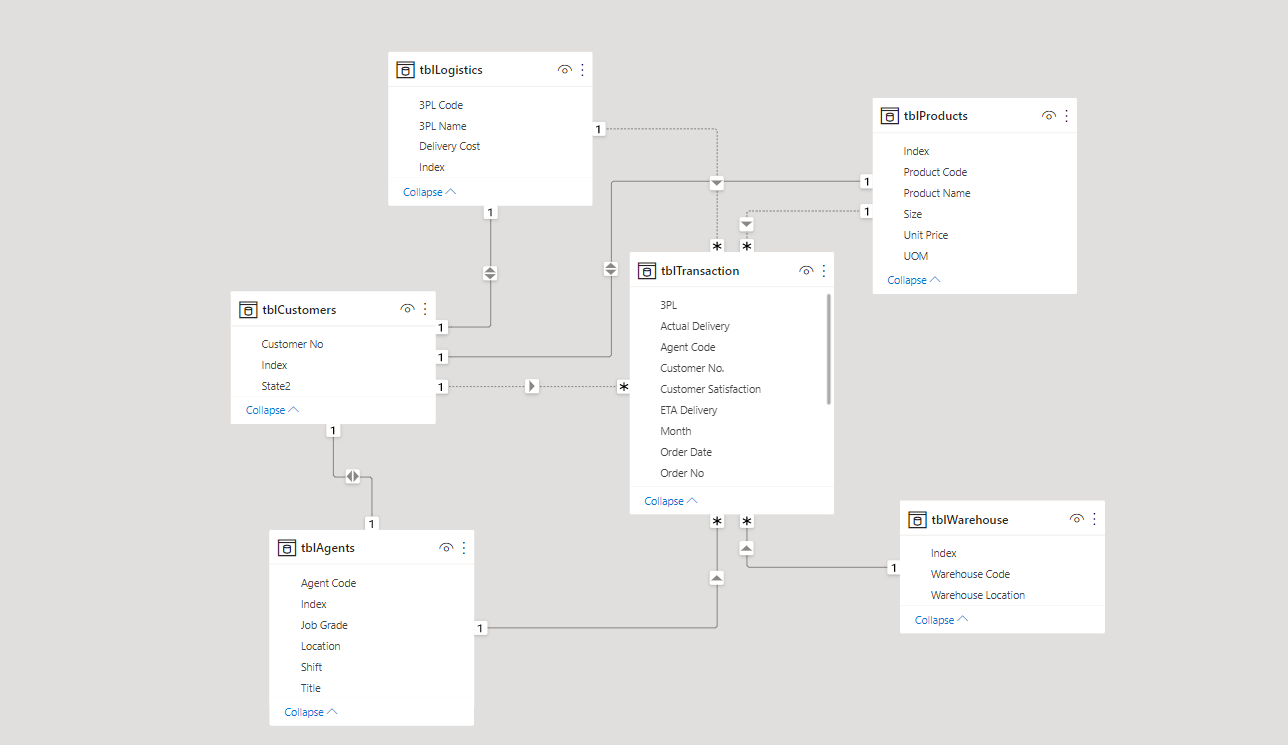 tblLogistics
3PL Code
3PL Name
Delivery Cost
Index
Collapse
1
1
tblProducts
Index
Product Code
Product Name
Size
Unit Price
UOM
Collapse
1
1
tblTransaction
3PL
Actual Delivery
Agent Code
Customer No.
Customer Satisfaction
ETA Delivery
Month
Order Date
Order No
Collapse
*
*
*
*
*
tblCustomers
Customer No
Index
State2
Collapse
1
1
1
1
tblAgents
Agent Code
Index
Job Grade
Location
Shift
Title
Collapse
1
1
tblWarehouse
Index
Warehouse Code
Warehouse Location
Collapse
1